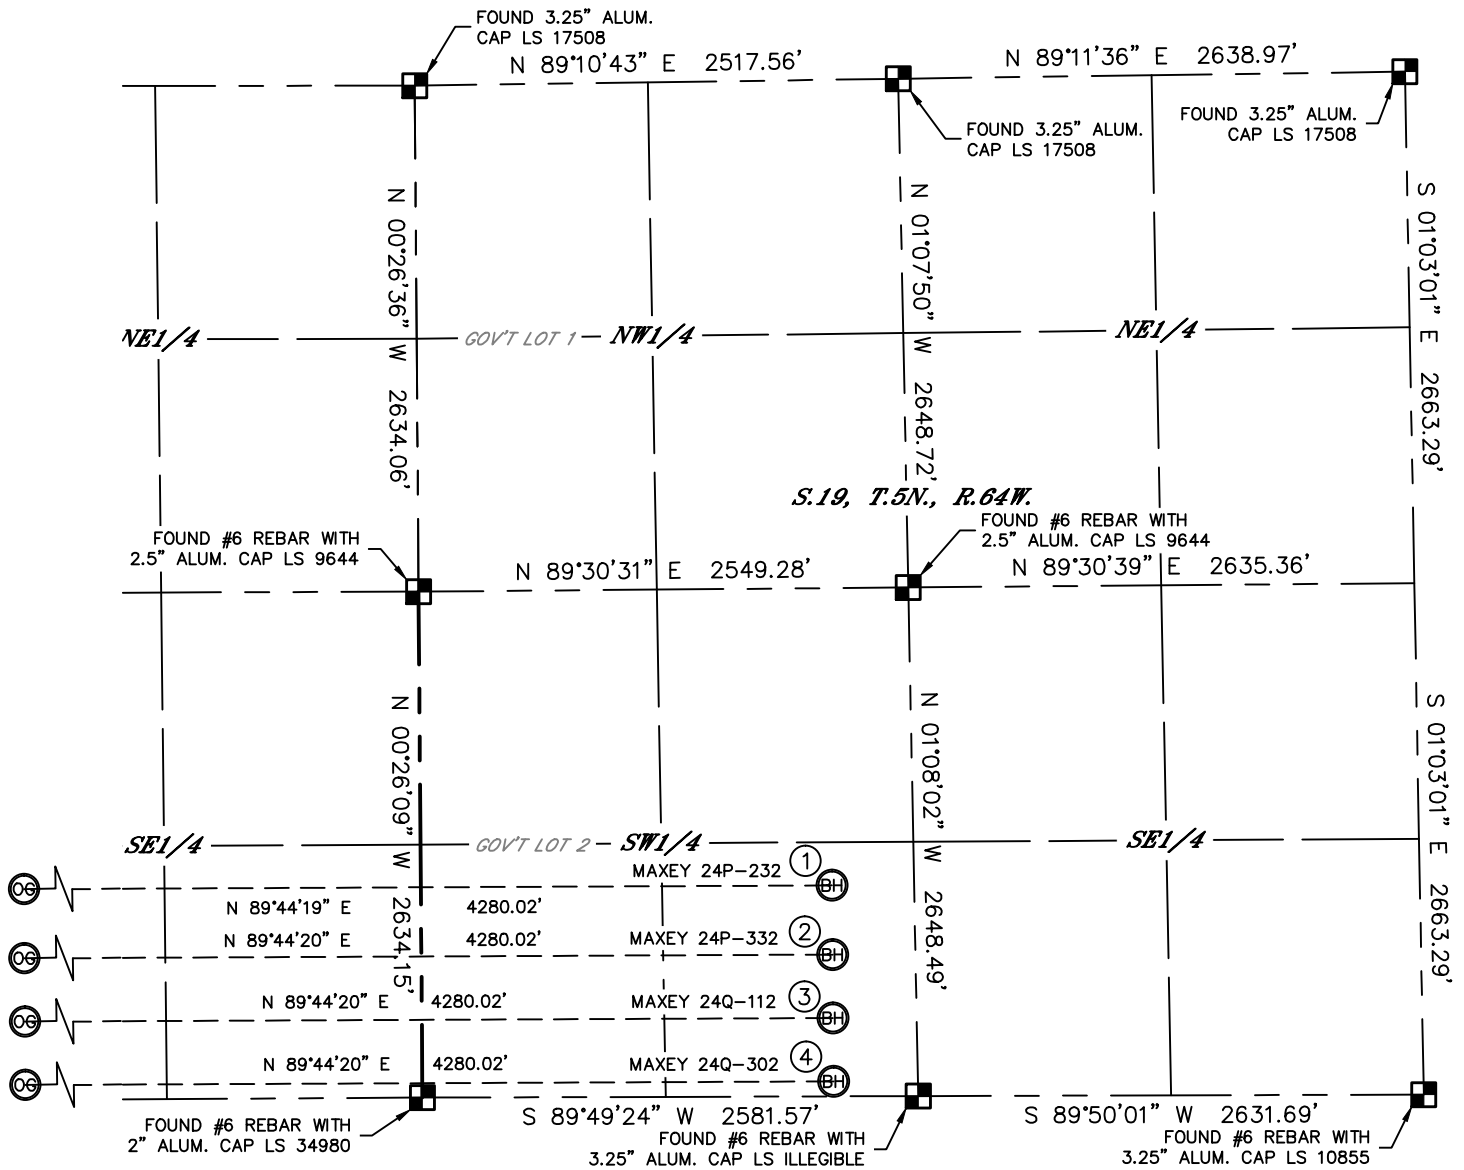 FOUND 3.25" ALUM.
CAP LS 17508
N 89°10'43" E 2517.56'
N 89°11'36" E 2638.97'
FOUND 3.25" ALUM.
CAP LS 17508
FOUND 3.25" ALUM.
CAP LS 17508
N 00°26'36" W 2634.06'
N 01°07'50" W 2648.72'
S 01°03'01" E 2663.29'
NE1/4
GOV'T LOT 1
NW1/4
NE1/4
S.19, T.5N., R.64W.
FOUND #6 REBAR WITH
2.5" ALUM. CAP LS 9644
FOUND #6 REBAR WITH
2.5" ALUM. CAP LS 9644
N 89°30'31" E 2549.28'
N 89°30'39" E 2635.36'
N 00°26'09" W 2634.15'
N 01°08'02" W 2648.49'
S 01°03'01" E 2663.29'
SE1/4
GOV'T LOT 2
SW1/4
SE1/4
OG
MAXEY 24P-232
1
BH
N 89°44'19" E 4280.02'
N 89°44'20" E 4280.02'
MAXEY 24P-332
2
OG
BH
N 89°44'20" E 4280.02'
MAXEY 24Q-112
3
OG
BH
N 89°44'20" E 4280.02'
MAXEY 24Q-302
4
OG
BH
S 89°49'24" W 2581.57'
S 89°50'01" W 2631.69'
FOUND #6 REBAR WITH
2" ALUM. CAP LS 34980
FOUND #6 REBAR WITH
3.25" ALUM. CAP LS ILLEGIBLE
FOUND #6 REBAR WITH
3.25" ALUM. CAP LS 10855